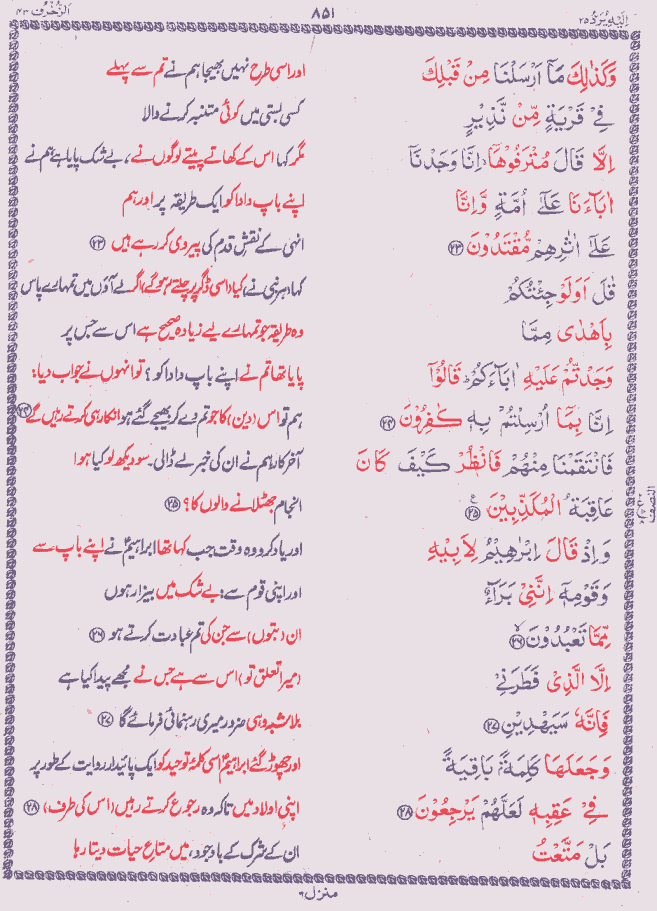 اِلَيْهِ يُرَدُّ ۲۵
۸۵۱
اَلزُّخْرُف ۴۳
وَكَذٰلِكَ مَاۤ اَرْسَلْنَا مِنْ قَبْلِكَ
اور اسی طرح نہیں بھیجا ہم نے تم سے پہلے
فِيْ قَرْيَةٍ مِّنْ نَّذِيْرٍ
کسی بستی میں کوئی متنبہ کرنے والا
اِلَّا قَالَ مُتْرَفُوْهَاۤ اِنَّا وَجَدْنَاۤ
مگر کہا اس کے کھاتے پیتے لوگوں نے، بے شک پایا ہے ہم نے
اٰبَآءَنَا عَلٰٓى اُمَّةٍ وَّاِنَّا
اپنے باپ دادا کو ایک طریقہ پر اور ہم
عَلٰٓى اٰثٰرِهِمْ مُّقْتَدُوْنَ ۲۳
انہی کے نقشِ قدم کی پیروی کر رہے ہیں ۲۳
قٰلَ اَوَلَوْ جِئْتُكُمْ
کہا (ہر نبی نے) کیا (اسی ڈگر پر چلتے رہو گے) اگر لے آؤں میں تمہارے پاس
بِاَهْدٰى مِمَّا
وہ طریقہ جو تمہارے لیے زیادہ صحیح ہے اس سے جس پر
وَجَدْتُّمْ عَلَيْهِ اٰبَآءَكُمْ ؕ قَالُوْۤا
پایا تھا تم نے اپنے باپ دادا کو؟ تو انہوں نے جواب دیا:
اِنَّا بِمَاۤ اُرْسِلْتُمْ بِهٖ كٰفِرُوْنَ ۲۴
ہم تو اس (دین) کا جو تم دے کر بھیجے گئے ہو انکار ہی کرتے رہیں گے ۲۴
فَانْتَقَمْنَا مِنْهُمْ فَانْظُرْ كَيْفَ كَانَ
آخر کار ہم نے ان کی خبر لے ڈالی۔ سو دیکھ لو کیا ہوا
عَاقِبَةُ الْمُكَذِّبِيْنَ ۲۵
انجام جھٹلانے والوں کا؟ ۲۵
وَاِذْ قَالَ اِبْرٰهِيْمُ لِاَبِيْهِ
اور یاد کرو وہ وقت جب کہا تھا ابراہیمؑ نے اپنے باپ سے
وَقَوْمِهٖۤ اِنَّنِيْ بَرَآءٌ
اور اپنی قوم سے: بے شک میں بیزار ہوں
مِّمَّا تَعْبُدُوْنَ ۲۶
ان (بتوں) سے جن کی تم عبادت کرتے ہو ۲۶
اِلَّا الَّذِيْ فَطَرَنِيْ
(میرا تعلق تو) اس سے ہے جس نے مجھے پیدا کیا ہے
فَاِنَّهٗ سَيَهْدِيْنِ ۲۷
بلاشبہ وہی ضرور میری رہنمائی فرمائے گا ۲۷
وَجَعَلَهَا كَلِمَةًۢ بَاقِيَةً
اور چھوڑ گئے ابراہیمؑ اسی کلمۂ توحید کو ایک پائیدار روایت کے طور پر
فِيْ عَقِبِهٖ لَعَلَّهُمْ يَرْجِعُوْنَ ۲۸
اپنی اولاد میں تاکہ وہ رجوع کرتے رہیں (اس کی طرف)، ۲۸
بَلْ مَتَّعْتُ
ان کے شرک کے باوجود، میں متاعِ حیات دیتا رہا
النصف
منزل ۶